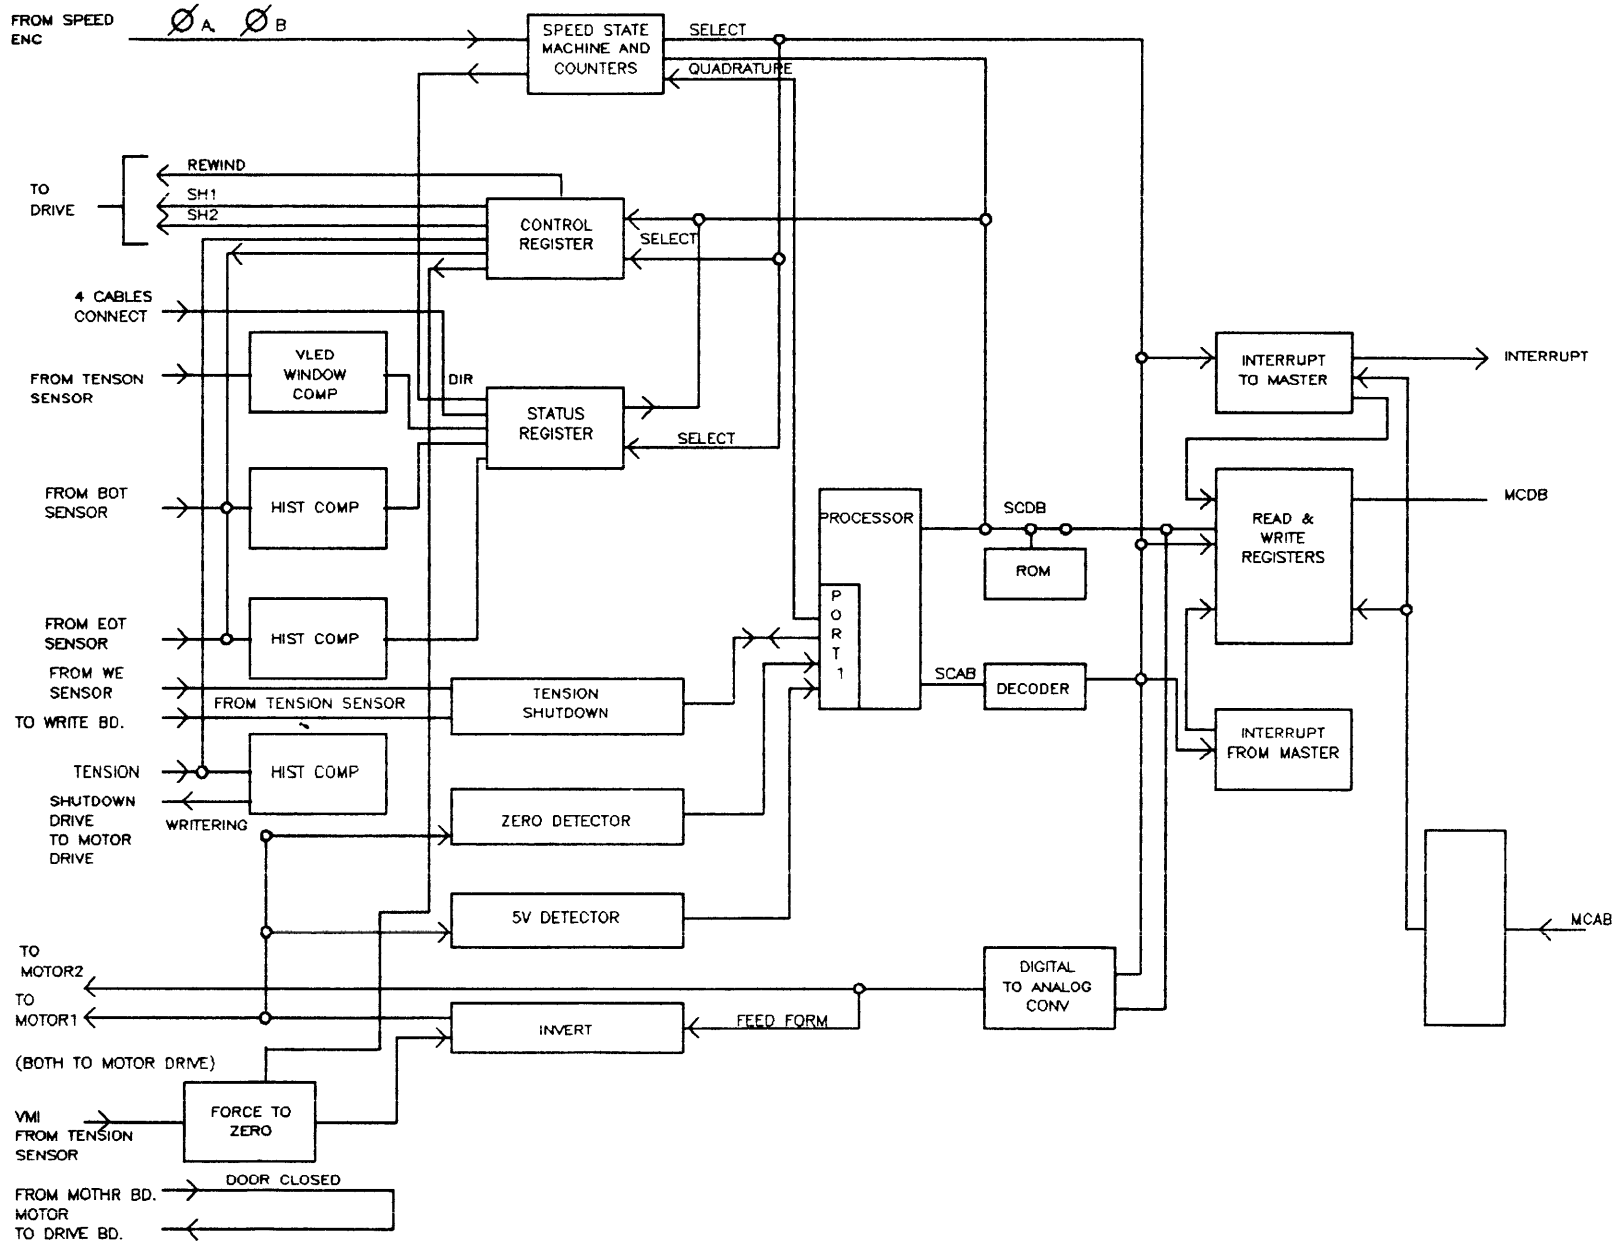 FROM SPEED
ENC
A
B
SPEED STATE
MACHINE AND
COUNTERS
SELECT
QUADRATURE
REWIND
SH1
SH2
TO
DRIVE
CONTROL
REGISTER
SELECT
4 CABLES
CONNECT
VLED
WINDOW
COMP
FROM TENSON
SENSOR
DIR
STATUS
REGISTER
SELECT
INTERRUPT
TO MASTER
INTERRUPT
FROM BOT
SENSOR
HIST COMP
PROCESSOR
SCDB
ROM
READ &
WRITE
REGISTERS
MCDB
FROM EOT
SENSOR
HIST COMP
P
O
R
T
1
FROM WE
SENSOR
FROM TENSION SENSOR
TO WRITE BD.
TENSION
SHUTDOWN
SCAB
DECODER
INTERRUPT
FROM MASTER
TENSION
HIST COMP
SHUTDOWN
DRIVE
TO MOTOR
DRIVE
WRITERING
ZERO DETECTOR
5V DETECTOR
MCAB
TO
MOTOR2
TO
MOTOR1
DIGITAL
TO ANALOG
CONV
INVERT
FEED FORM
(BOTH TO MOTOR DRIVE)
VMI
FROM TENSION
SENSOR
FORCE TO
ZERO
DOOR CLOSED
FROM MOTHR BD.
MOTOR
TO DRIVE BD.